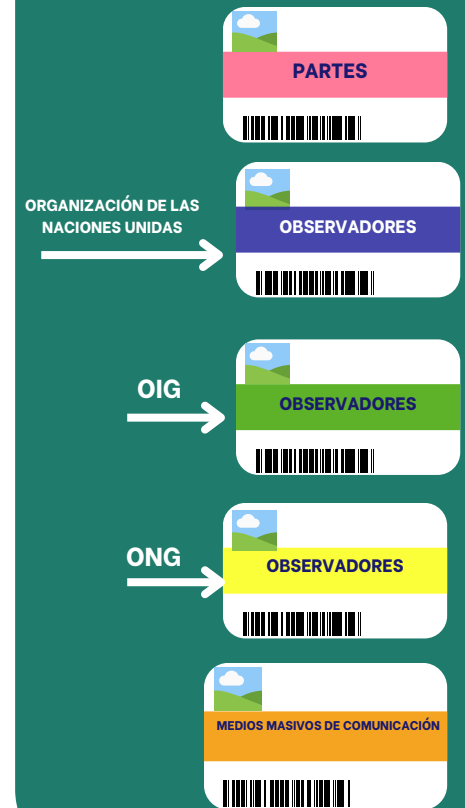 PARTES
ORGANIZACIÓN DE LAS
NACIONES UNIDAS
OBSERVADORES
OIG
OBSERVADORES
ONG
OBSERVADORES
MEDIOS MASIVOS DE COMUNICACIÓN